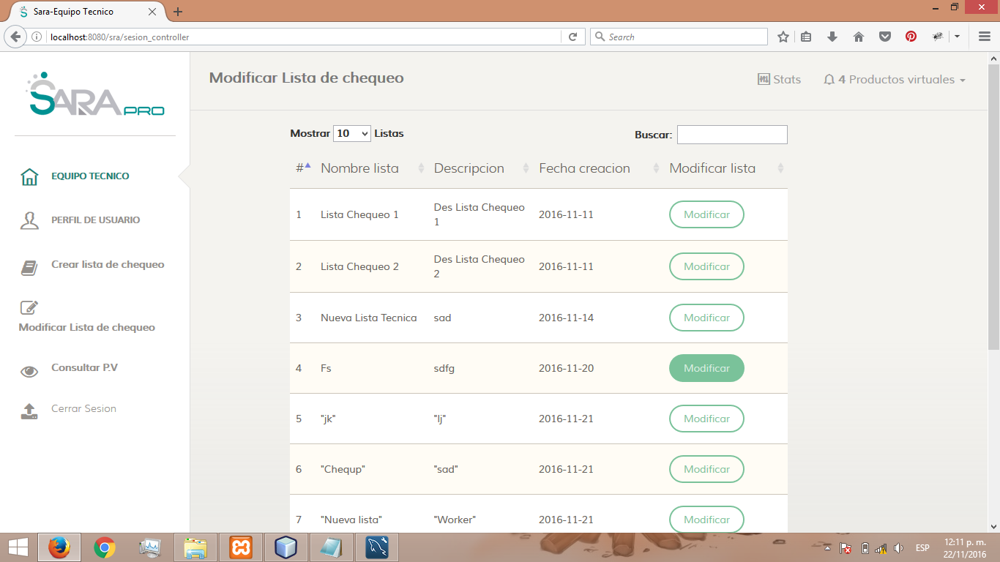 Sara-Equipo Tecnico
localhost:8080/sra/sesion_controller
Search
SARA PRO
Modificar Lista de chequeo
Stats
4 Productos virtuales
EQUIPO TECNICO
PERFIL DE USUARIO
Crear lista de chequeo
Modificar Lista de chequeo
Consultar P.V
Cerrar Sesion
Mostrar 10 Listas
Buscar:
# Nombre lista Descripcion Fecha creacion Modificar lista
1 Lista Chequeo 1 Des Lista Chequeo 1 2016-11-11 Modificar
2 Lista Chequeo 2 Des Lista Chequeo 2 2016-11-11 Modificar
3 Nueva Lista Tecnica sad 2016-11-14 Modificar
4 Fs sdfg 2016-11-20 Modificar
5 "jk" "lj" 2016-11-21 Modificar
6 "Chequp" "sad" 2016-11-21 Modificar
7 "Nueva lista" "Worker" 2016-11-21 Modificar
ESP
12:11 p. m.
22/11/2016